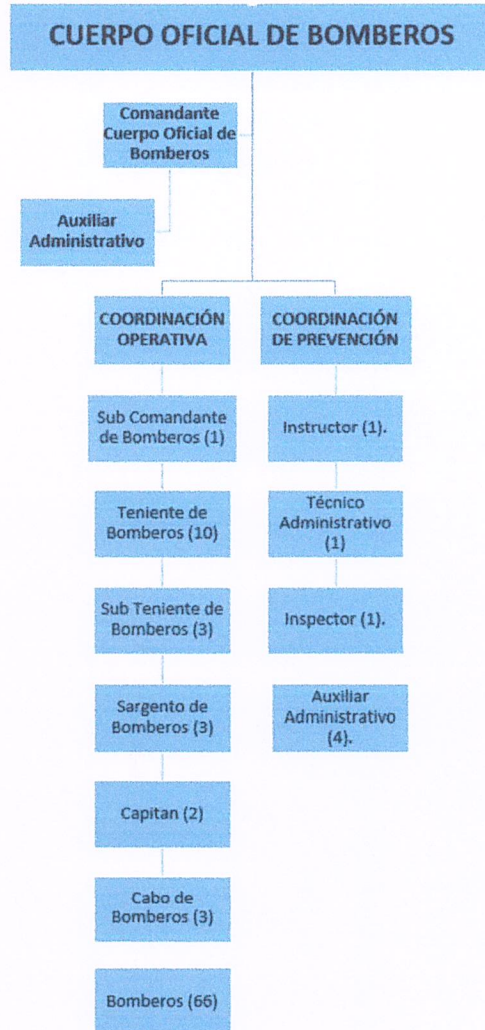 CUERPO OFICIAL DE BOMBEROS
Comandante
Cuerpo Oficial de
Bomberos
Auxiliar
Administrativo
COORDINACIÓN
OPERATIVA
Sub Comandante
de Bomberos (1)
Teniente de
Bomberos (10)
Sub Teniente de
Bomberos (3)
Sargento de
Bomberos (3)
Capitan (2)
Cabo de
Bomberos (3)
Bomberos (66)
COORDINACIÓN
DE PREVENCIÓN
Instructor (1).
Técnico
Administrativo
(1)
Inspector (1).
Auxiliar
Administrativo
(4).